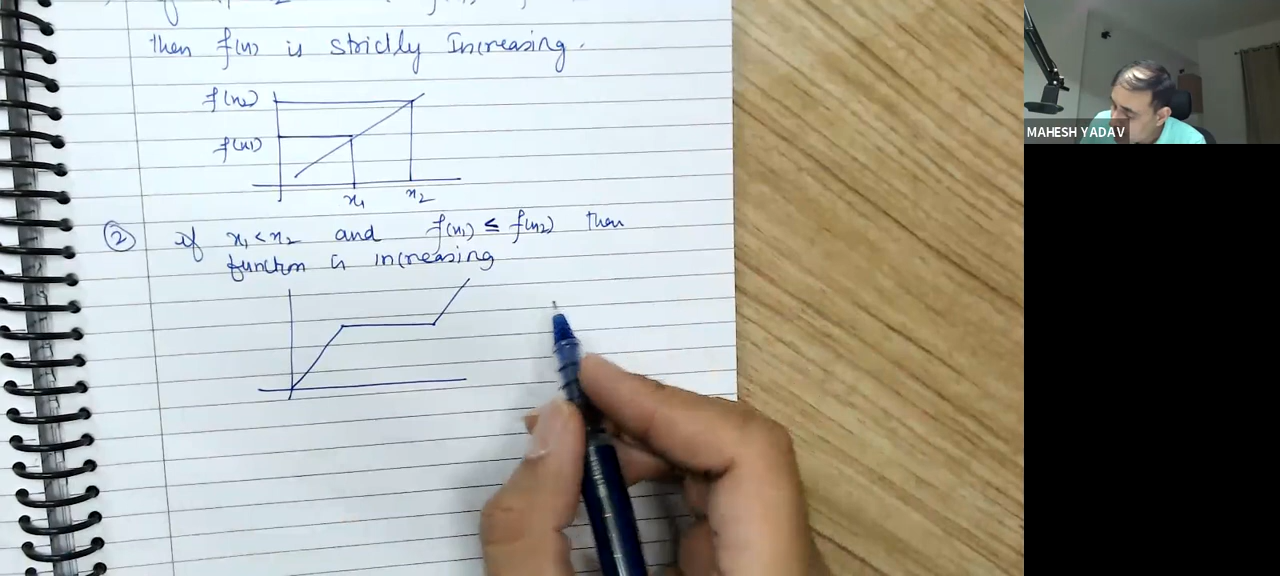 then f(x) is strictly Increasing.
f(x₂)
f(x₁)
x₁ x₂
② if x₁ < x₂ and f(x₁) ≤ f(x₂) then
function is increasing
MAHESH YADAV